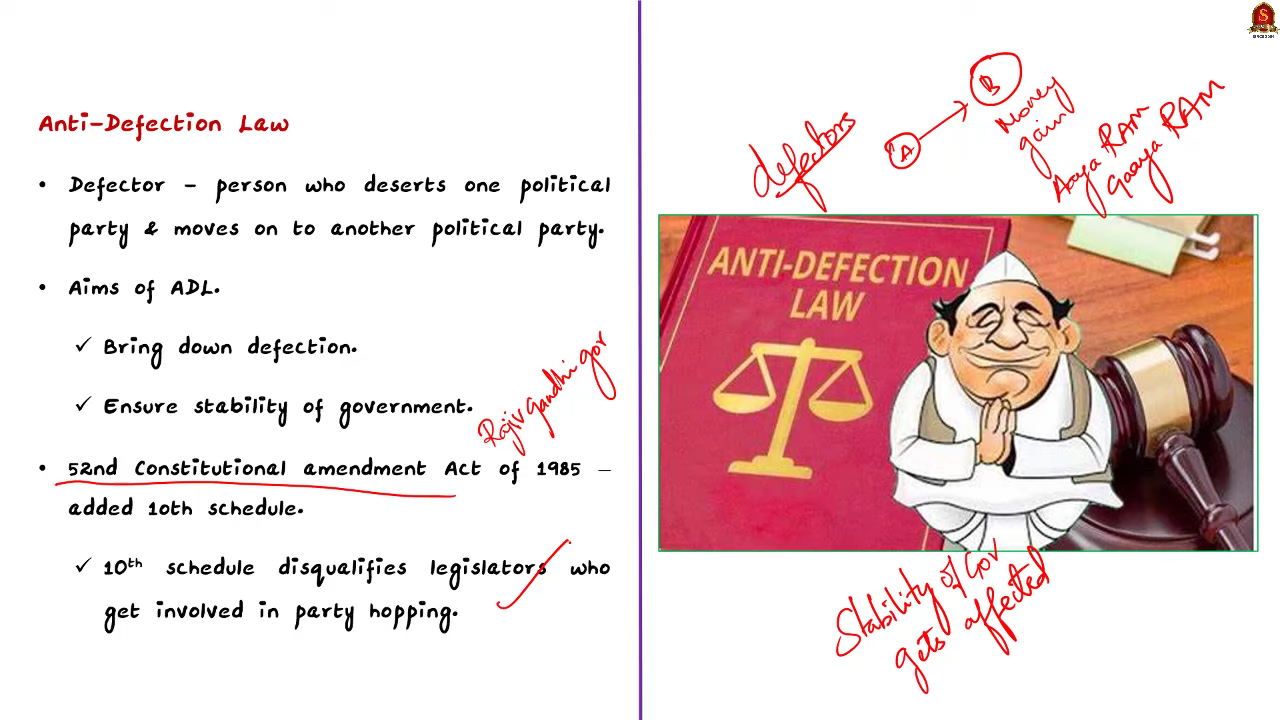 Anti-Defection Law
• Defector – person who deserts one political
party & moves on to another political party.
• Aims of ADL.
✓ Bring down defection.
✓ Ensure stability of government.
Rajiv Gandhi gov
• 52nd Constitutional amendment Act of 1985 –
added 10th schedule.
✓ 10th schedule disqualifies legislators who
get involved in party hopping.
defectors
A
B
Money
gain
Aaya RAM
Gaaya RAM
ANTI-DEFECTION
LAW
Stability of Gov
gets affected
S